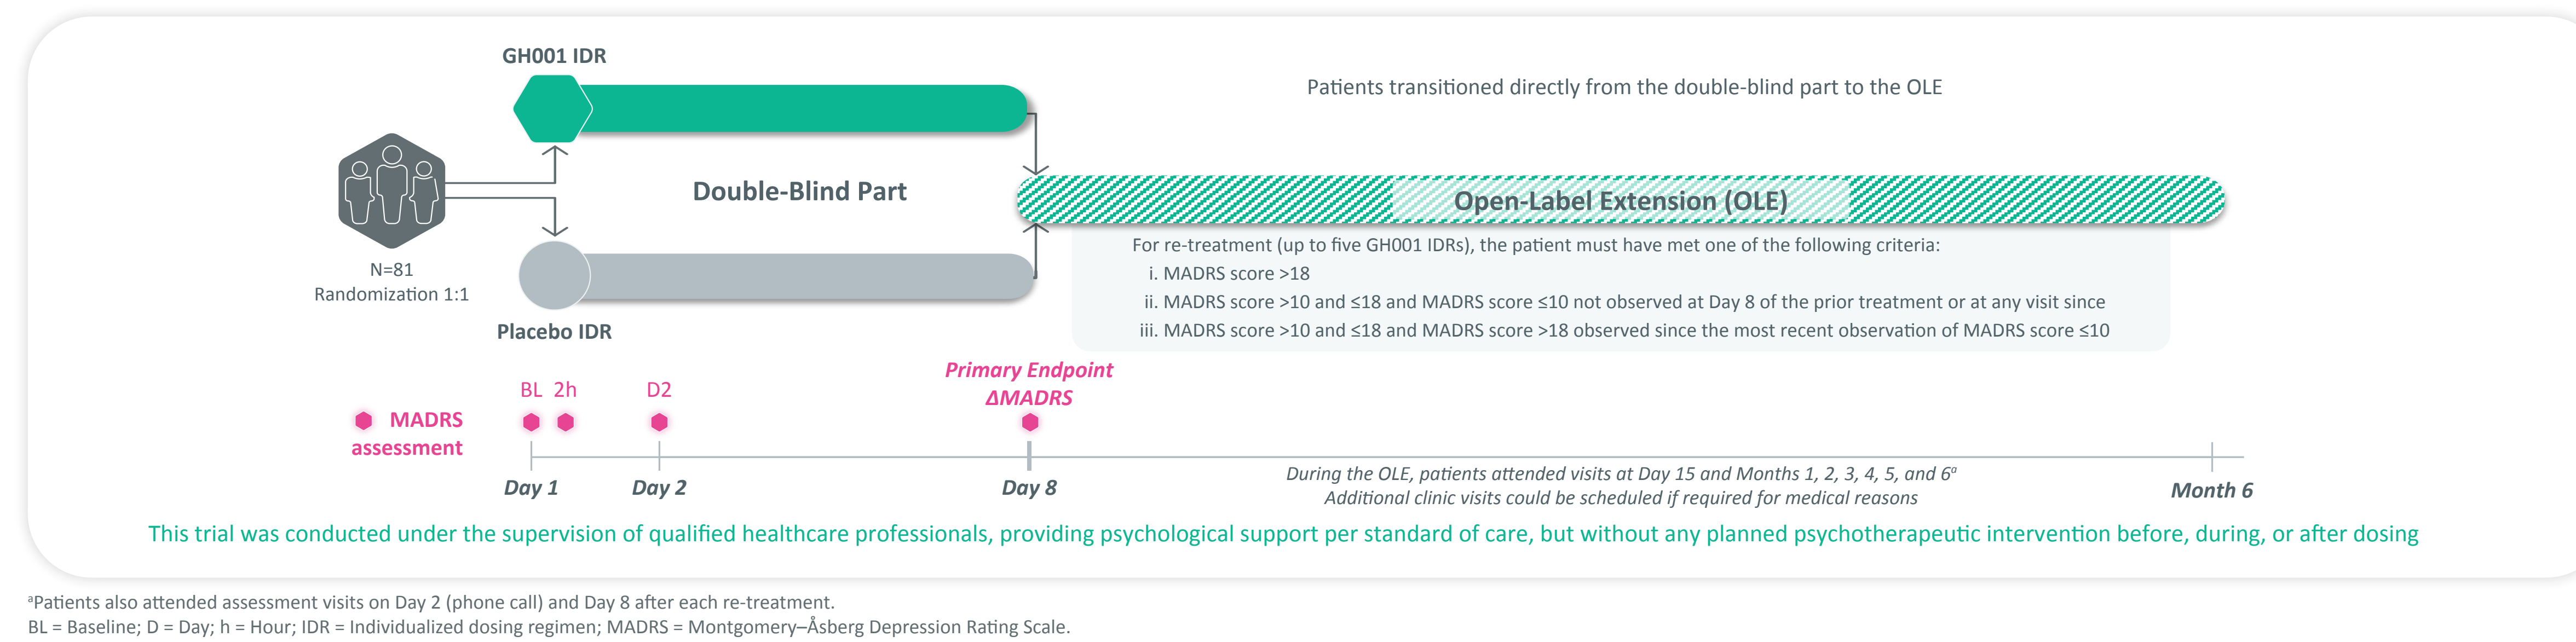 GH001 IDR
Patients transitioned directly from the double-blind part to the OLE
Double-Blind Part
Open-Label Extension (OLE)
N=81
Randomization 1:1
Placebo IDR
For re-treatment (up to five GH001 IDRs), the patient must have met one of the following criteria:
i. MADRS score >18
ii. MADRS score >10 and ≤18 and MADRS score ≤10 not observed at Day 8 of the prior treatment or at any visit since
iii. MADRS score >10 and ≤18 and MADRS score >18 observed since the most recent observation of MADRS score ≤10
Primary Endpoint
ΔMADRS
BL 2h D2
MADRS
assessment
Day 1 Day 2 Day 8 Month 6
During the OLE, patients attended visits at Day 15 and Months 1, 2, 3, 4, 5, and 6ᵃ
Additional clinic visits could be scheduled if required for medical reasons
This trial was conducted under the supervision of qualified healthcare professionals, providing psychological support per standard of care, but without any planned psychotherapeutic intervention before, during, or after dosing
ᵃPatients also attended assessment visits on Day 2 (phone call) and Day 8 after each re-treatment.
BL = Baseline; D = Day; h = Hour; IDR = Individualized dosing regimen; MADRS = Montgomery–Åsberg Depression Rating Scale.